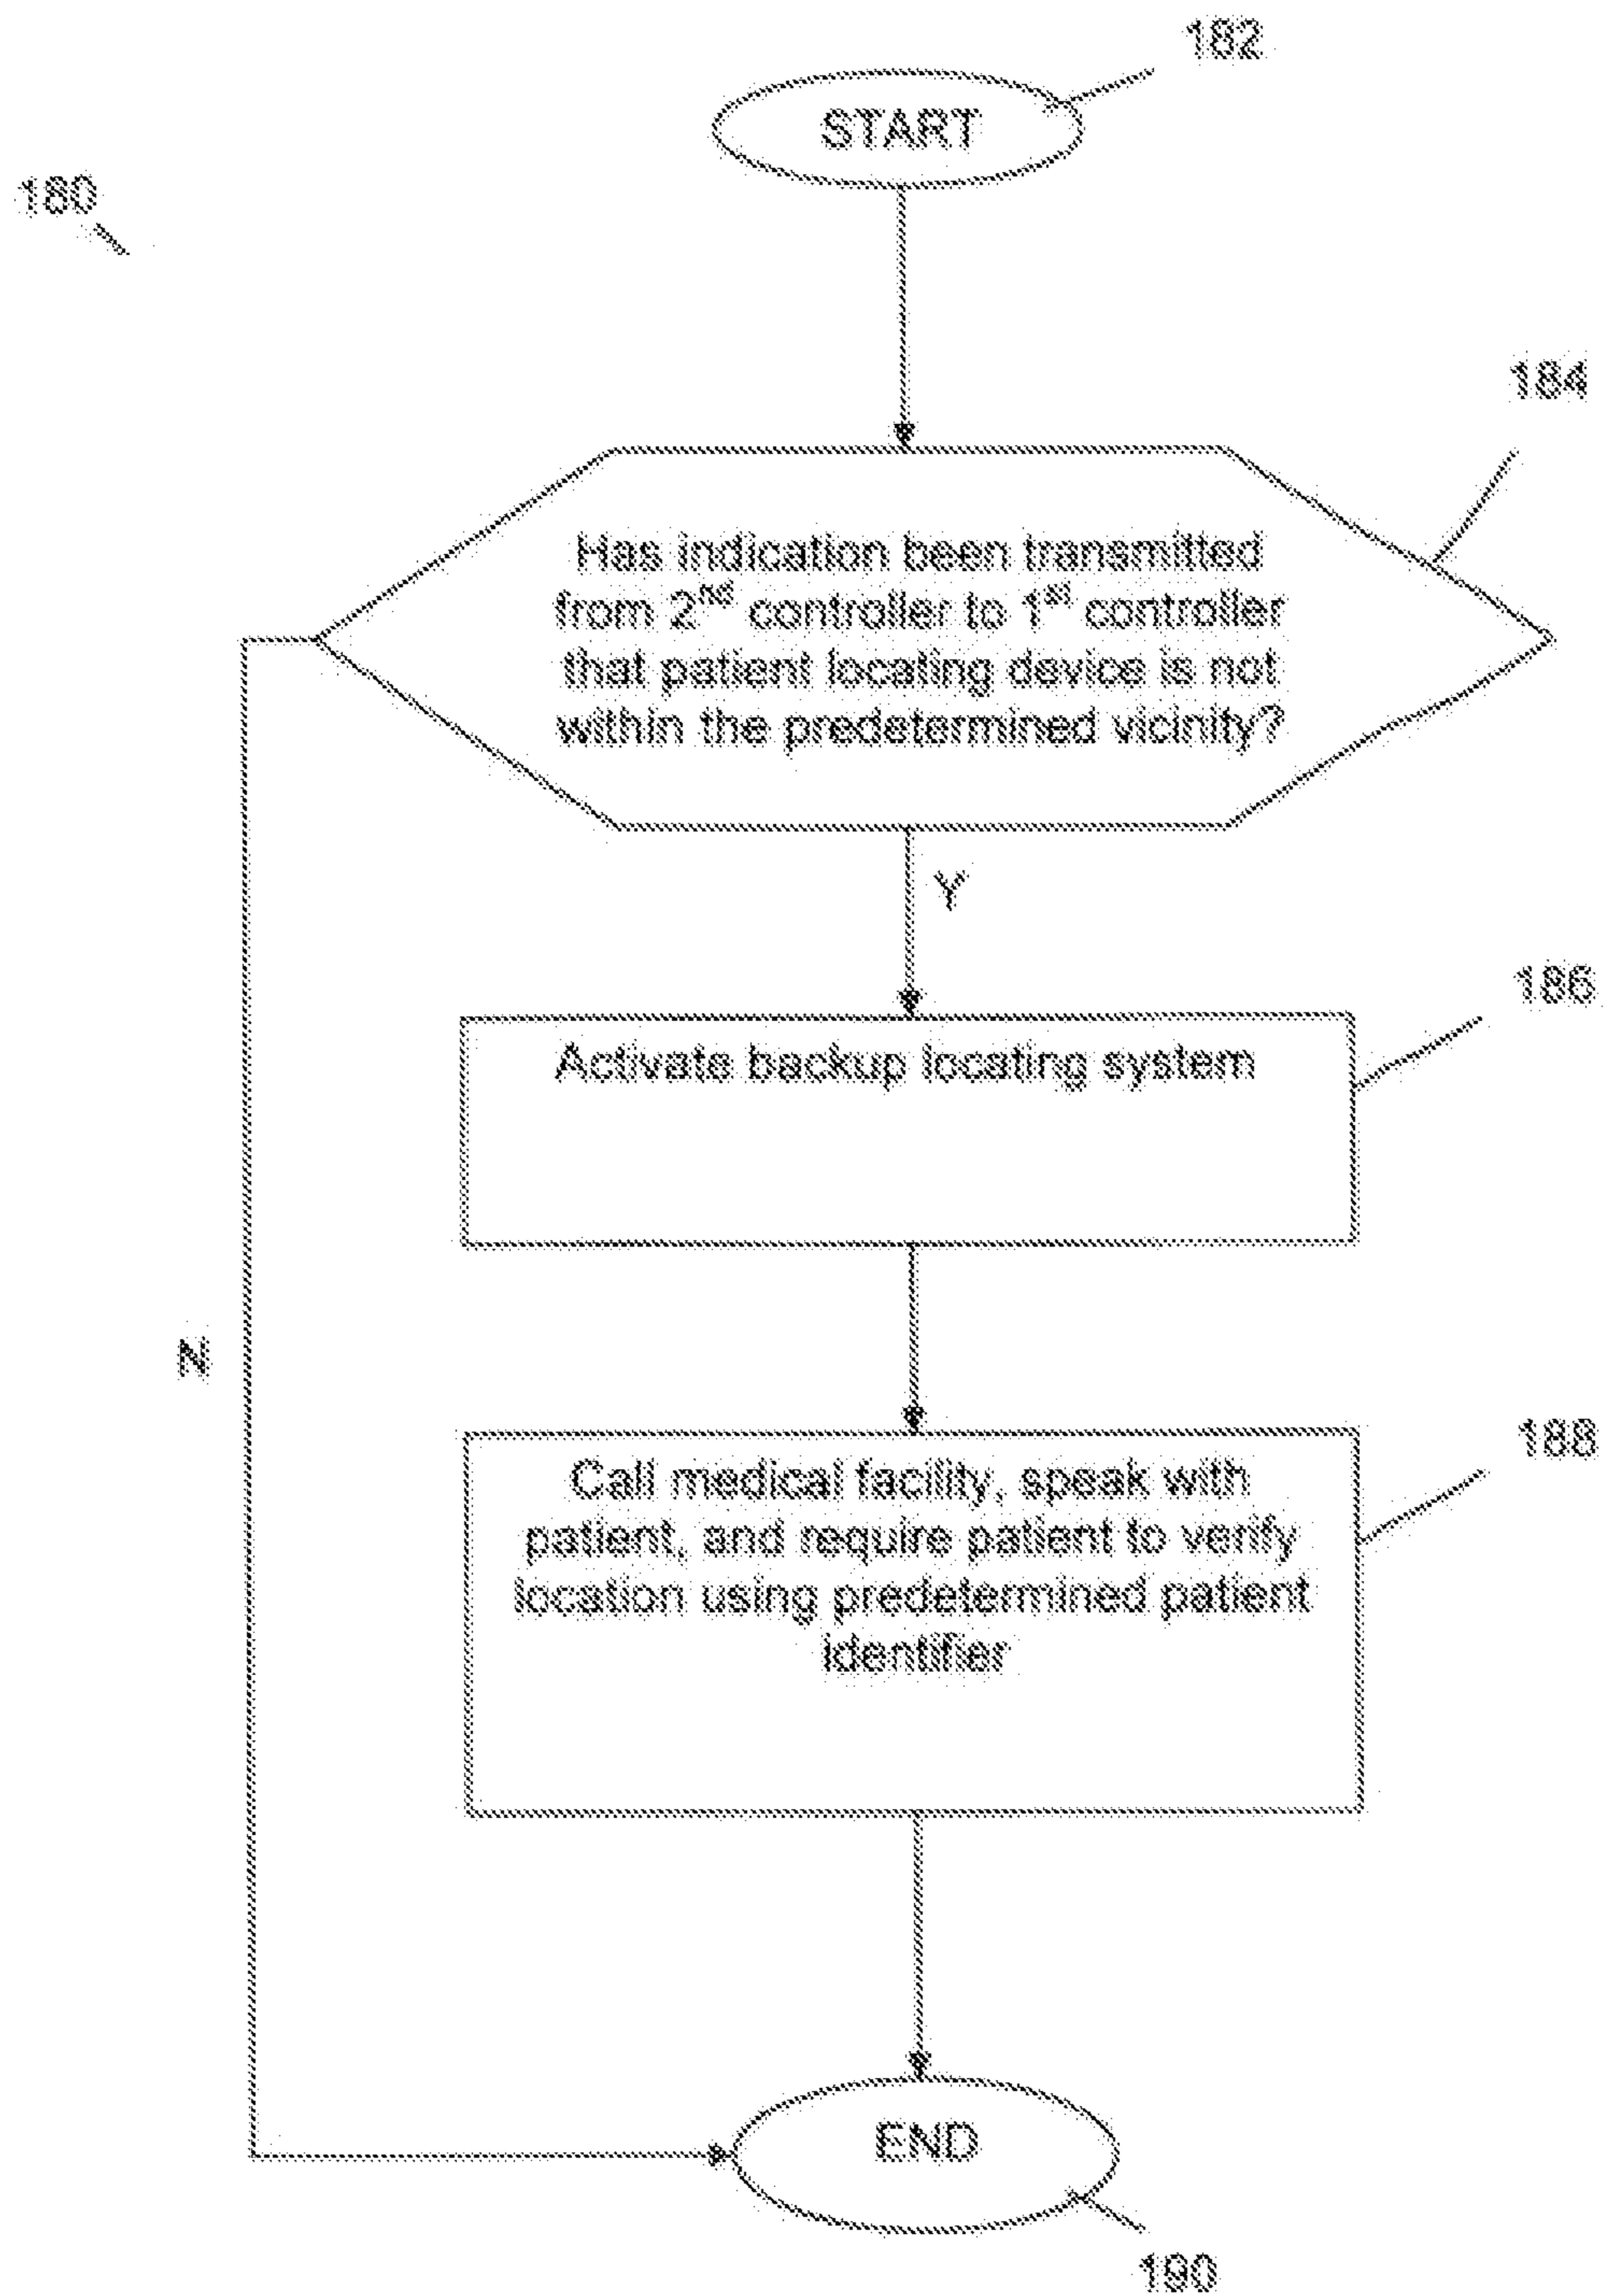 182
START
180
184
Has indication been transmitted
from 2nd controller to 1st controller
that patient locating device is not
within the predetermined vicinity?
Y
186
Activate backup locating system
N
188
Call medical facility, speak with
patient, and require patient to verify
location using predetermined patient
identifier
END
190